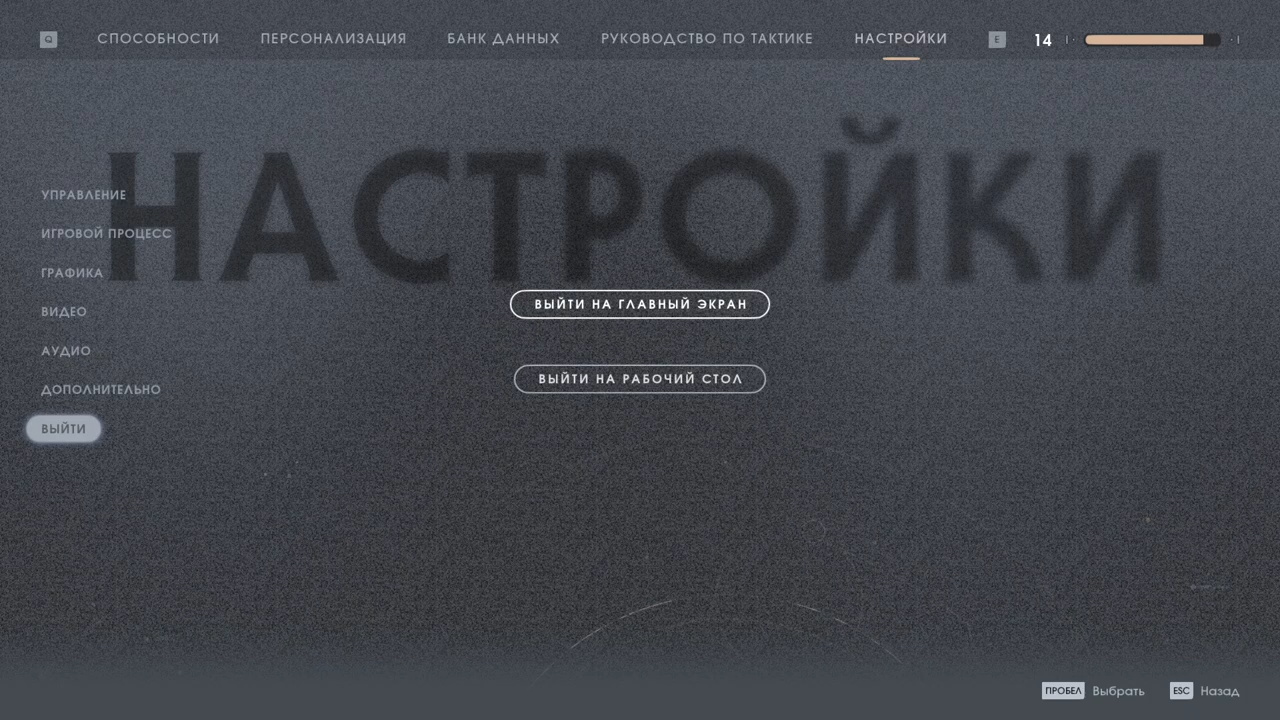 Q СПОСОБНОСТИ ПЕРСОНАЛИЗАЦИЯ БАНК ДАННЫХ РУКОВОДСТВО ПО ТАКТИКЕ НАСТРОЙКИ E 14
НАСТРОЙКИ
УПРАВЛЕНИЕ
ИГРОВОЙ ПРОЦЕСС
ГРАФИКА
ВИДЕО
АУДИО
ДОПОЛНИТЕЛЬНО
ВЫЙТИ
ВЫЙТИ НА ГЛАВНЫЙ ЭКРАН
ВЫЙТИ НА РАБОЧИЙ СТОЛ
ПРОБЕЛ Выбрать ESC Назад